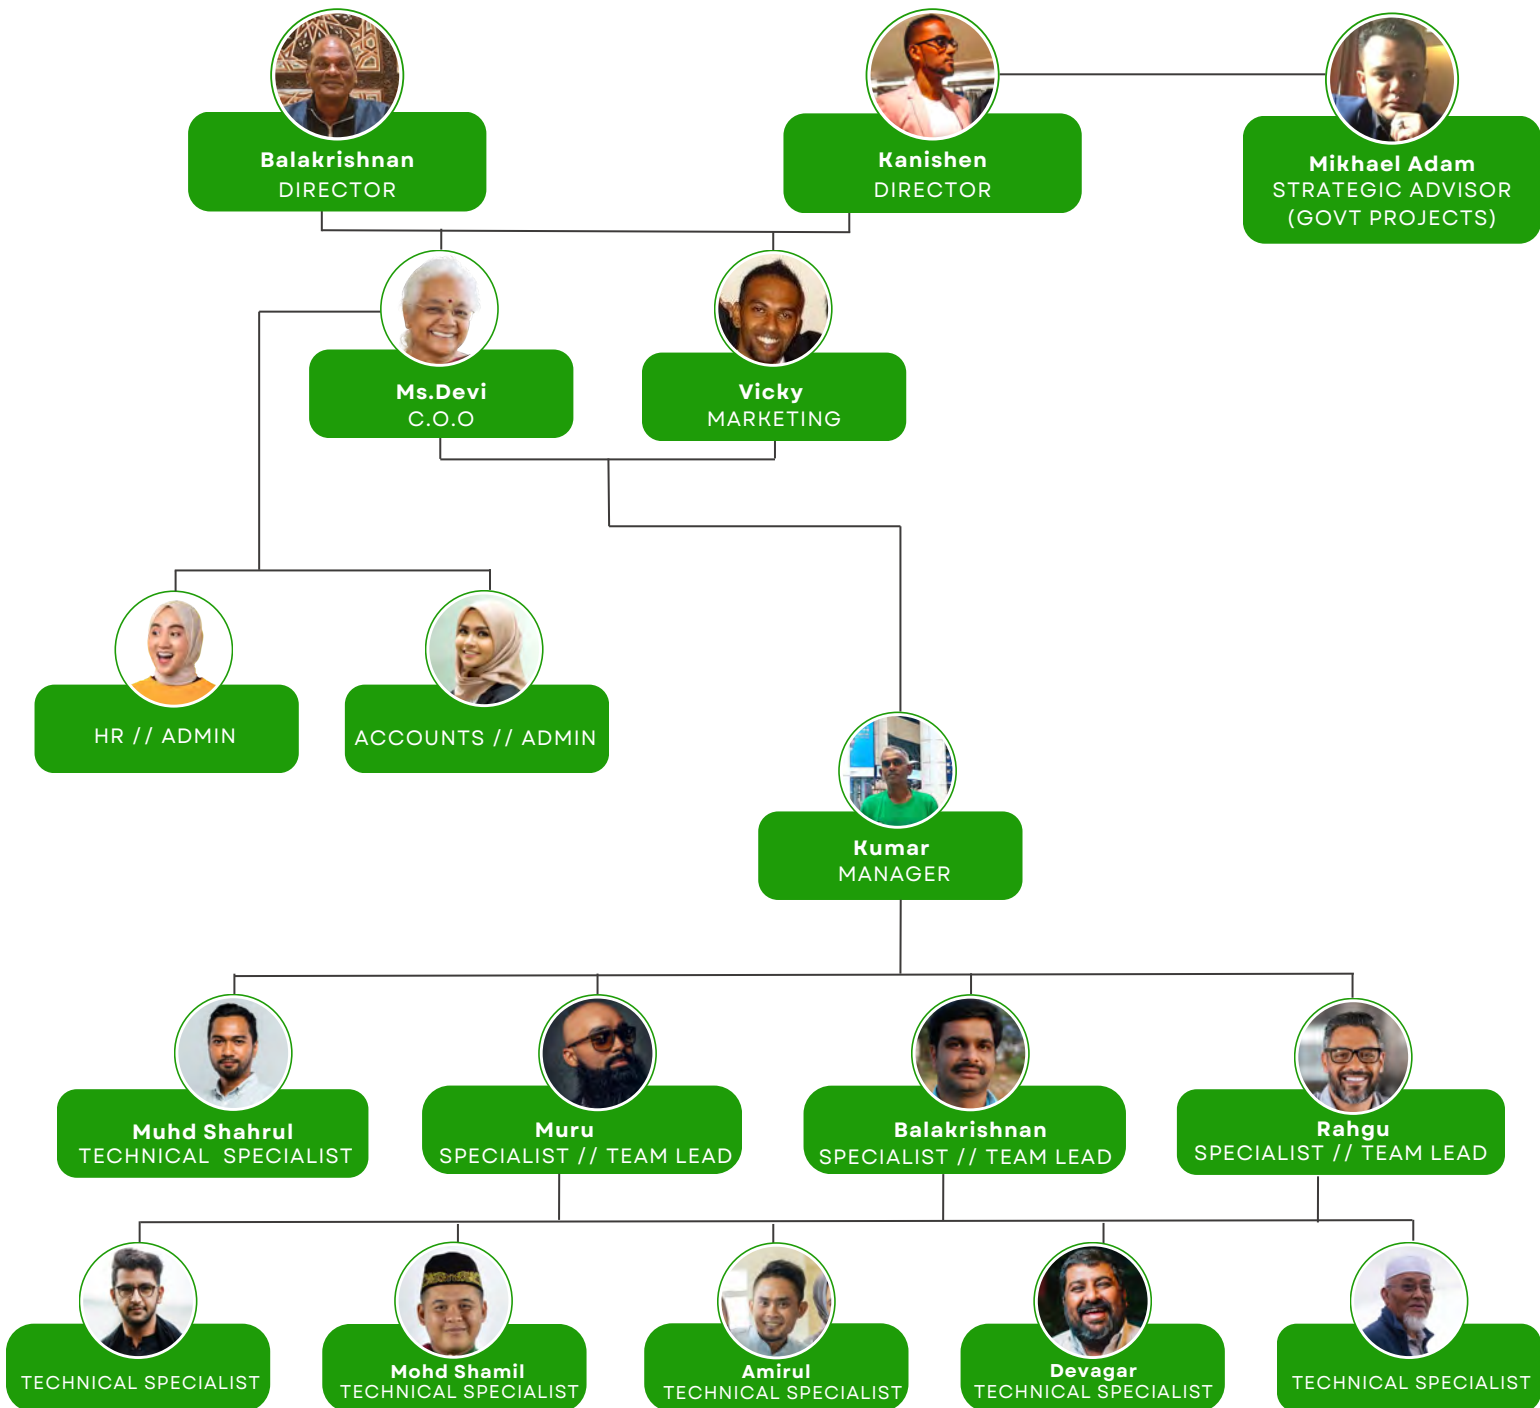 Balakrishnan
DIRECTOR
Kanishen
DIRECTOR
Mikhael Adam
STRATEGIC ADVISOR
(GOVT PROJECTS)
Ms.Devi
C.O.O
Vicky
MARKETING
HR // ADMIN
ACCOUNTS // ADMIN
Kumar
MANAGER
Muhd Shahrul
TECHNICAL SPECIALIST
Muru
SPECIALIST // TEAM LEAD
Balakrishnan
SPECIALIST // TEAM LEAD
Rahgu
SPECIALIST // TEAM LEAD
TECHNICAL SPECIALIST
Mohd Shamil
TECHNICAL SPECIALIST
Amirul
TECHNICAL SPECIALIST
Devagar
TECHNICAL SPECIALIST
TECHNICAL SPECIALIST